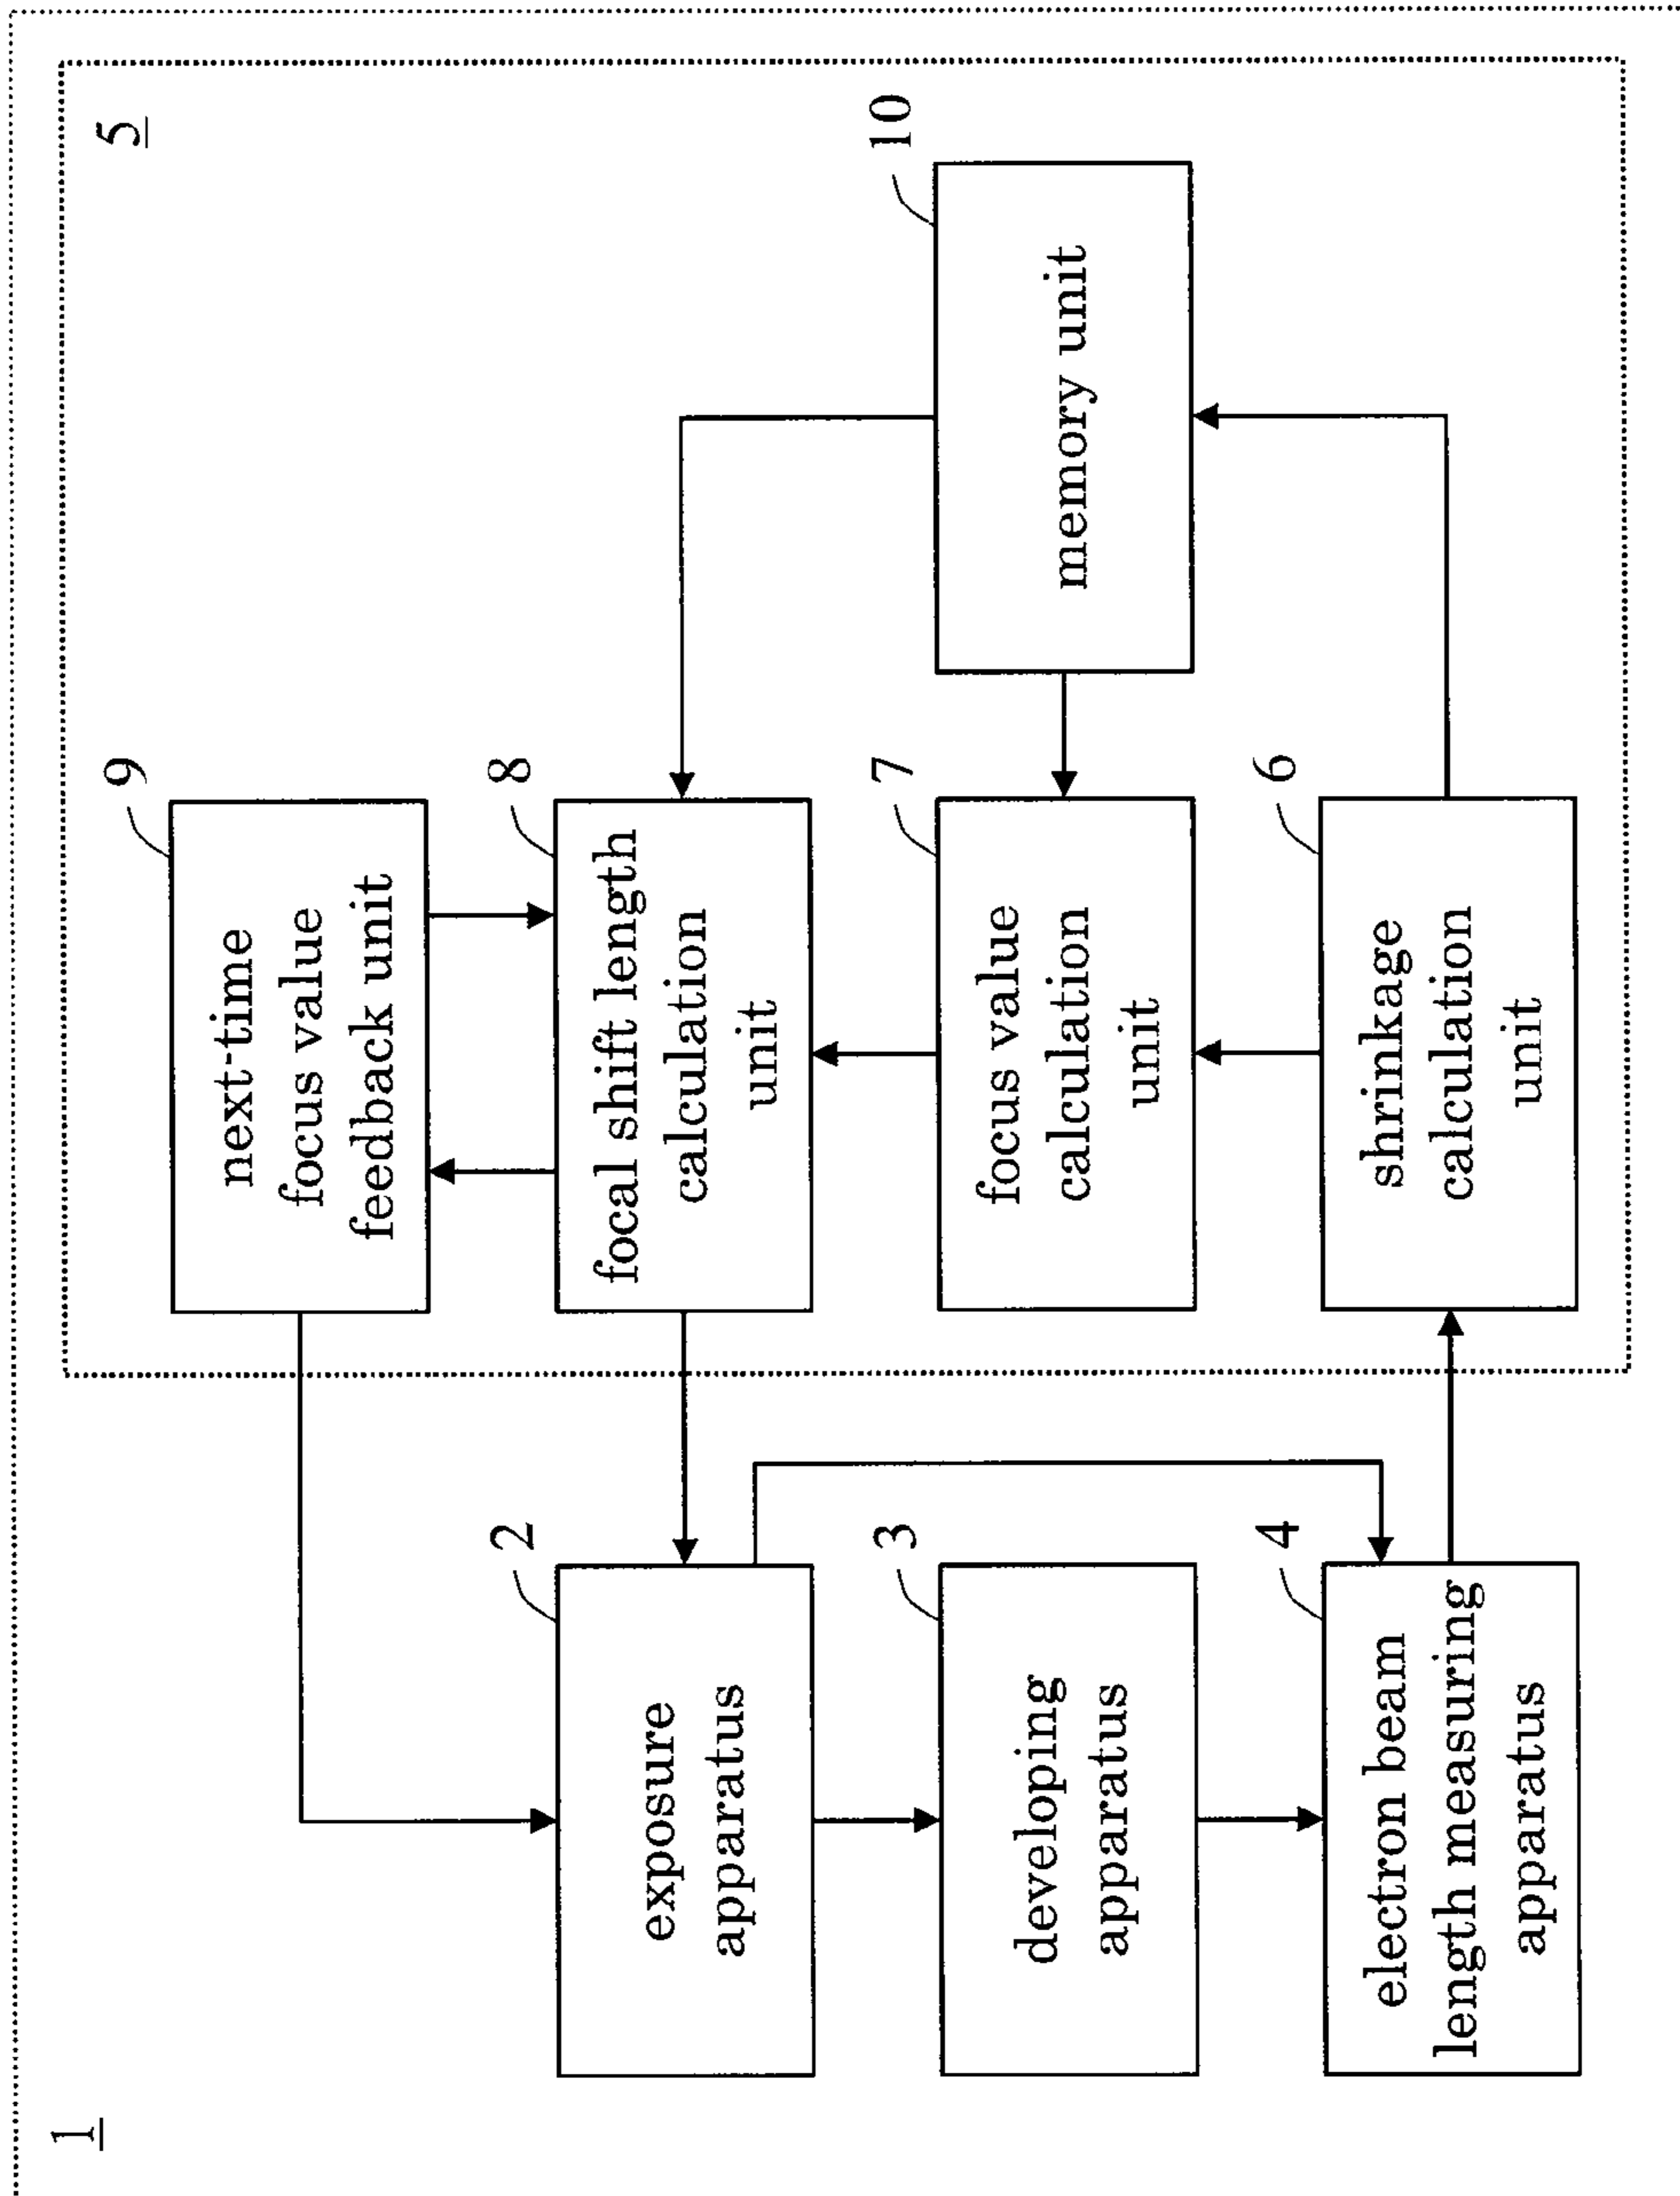 1
5
9
next-time
focus value
feedback unit
2
exposure
apparatus
8
focal shift length
calculation
unit
3
developing
apparatus
7
focus value
calculation
unit
10
memory unit
4
electron beam
length measuring
apparatus
6
shrinkage
calculation
unit